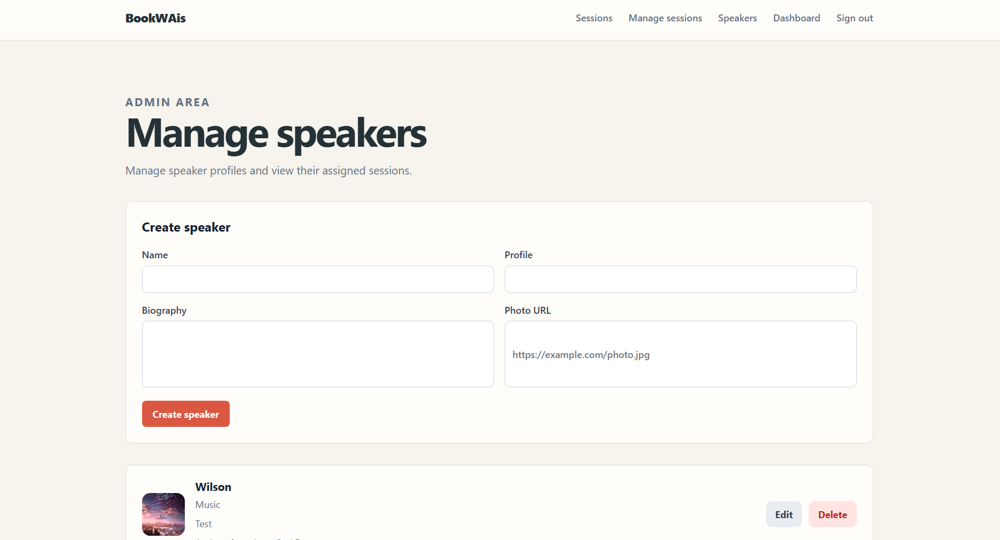 BookWAis
Sessions Manage sessions Speakers Dashboard Sign out
ADMIN AREA
Manage speakers
Manage speaker profiles and view their assigned sessions.
Create speaker
Name
Profile
Biography
Photo URL
https://example.com/photo.jpg
Create speaker
Wilson
Music
Test
Edit
Delete